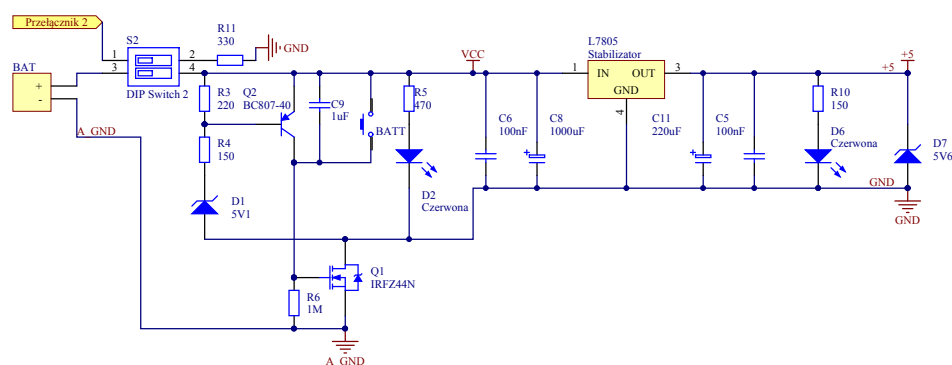 Przełącznik 2
S2
1
2
3
4
DIP Switch 2
R11
330
GND
BAT
+
-
A GND
R3
220
Q2
BC807-40
C9
1uF
BATT
R5
470
R4
150
D1
5V1
D2
Czerwona
VCC
C6
100nF
C8
1000uF
+
L7805
Stabilizator
1
IN
OUT
3
GND
4
C11
220uF
+
C5
100nF
R10
150
D6
Czerwona
+5
+5
D7
5V6
GND
GND
Q1
IRFZ44N
R6
1M
A GND